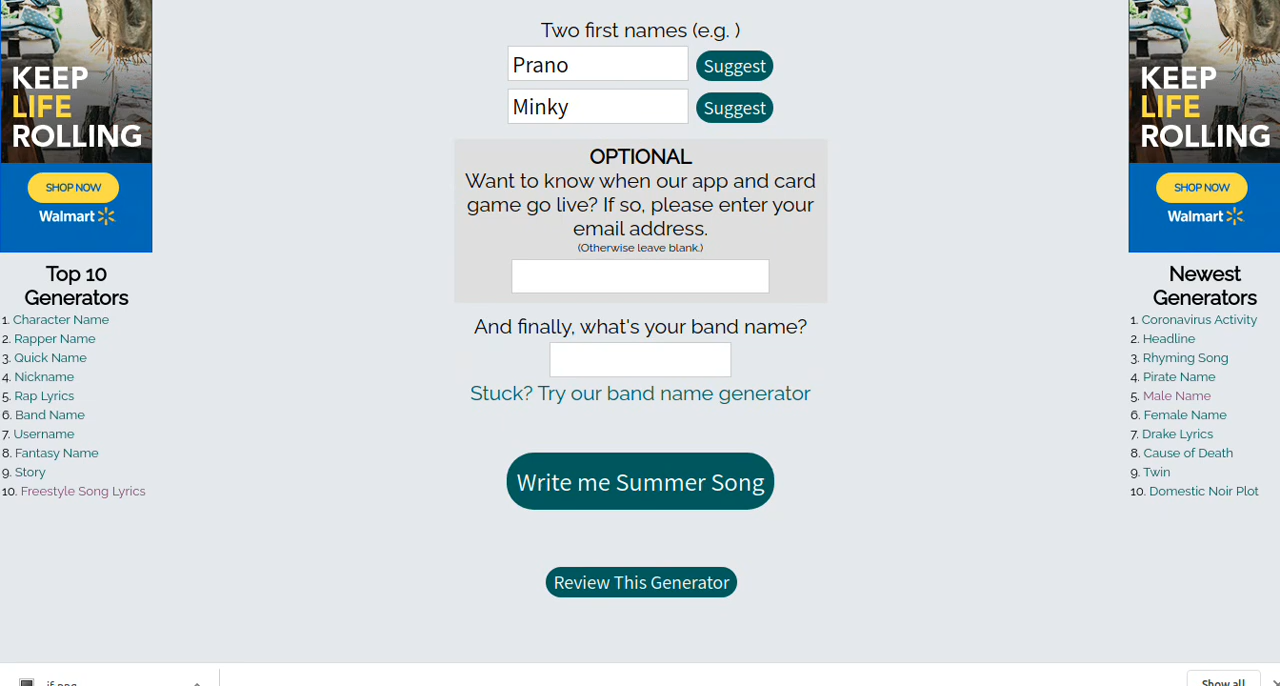 KEEP
LIFE
ROLLING
SHOP NOW
Walmart
Top 10
Generators
1. Character Name
2. Rapper Name
3. Quick Name
4. Nickname
5. Rap Lyrics
6. Band Name
7. Username
8. Fantasy Name
9. Story
10. Freestyle Song Lyrics
Two first names (e.g. )
Prano Suggest
Minky Suggest
OPTIONAL
Want to know when our app and card
game go live? If so, please enter your
email address.
(Otherwise leave blank.)
And finally, what's your band name?
Stuck? Try our band name generator
Write me Summer Song
Review This Generator
KEEP
LIFE
ROLLING
SHOP NOW
Walmart
Newest
Generators
1. Coronavirus Activity
2. Headline
3. Rhyming Song
4. Pirate Name
5. Male Name
6. Female Name
7. Drake Lyrics
8. Cause of Death
9. Twin
10. Domestic Noir Plot
Show all